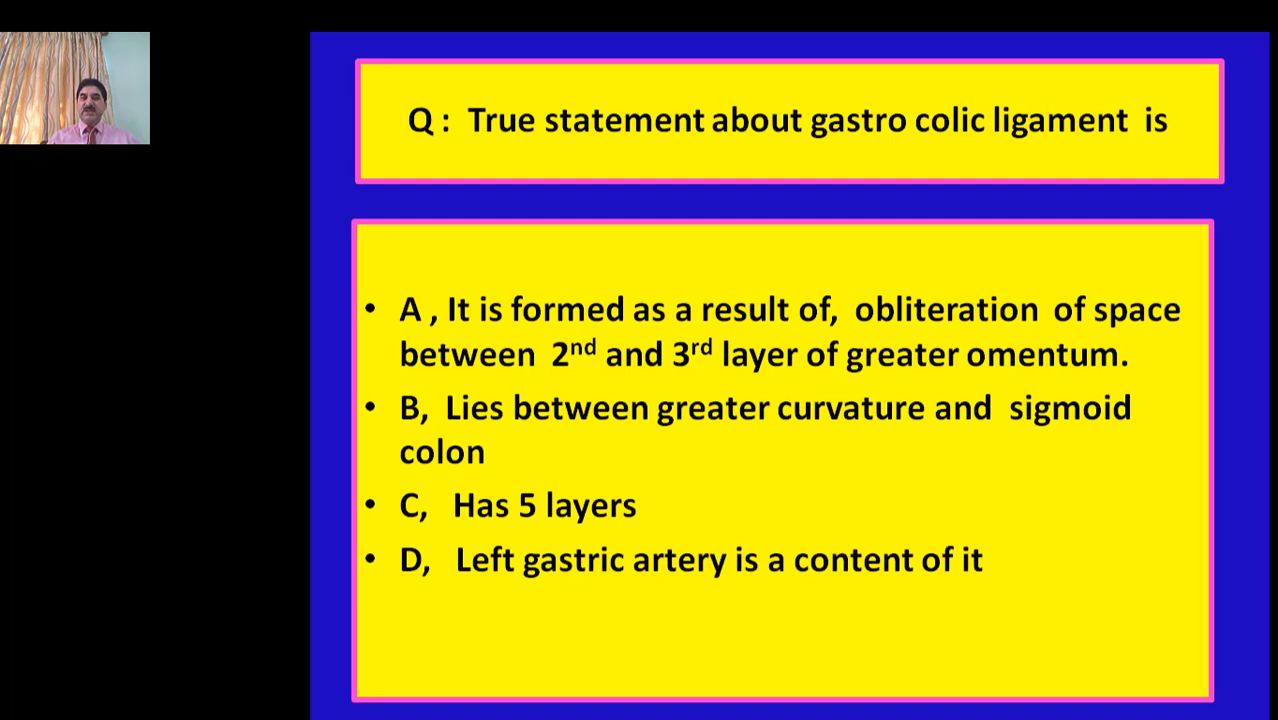 Q : True statement about gastro colic ligament is
• A , It is formed as a result of, obliteration of space
between 2nd and 3rd layer of greater omentum.
• B, Lies between greater curvature and sigmoid
colon
• C, Has 5 layers
• D, Left gastric artery is a content of it